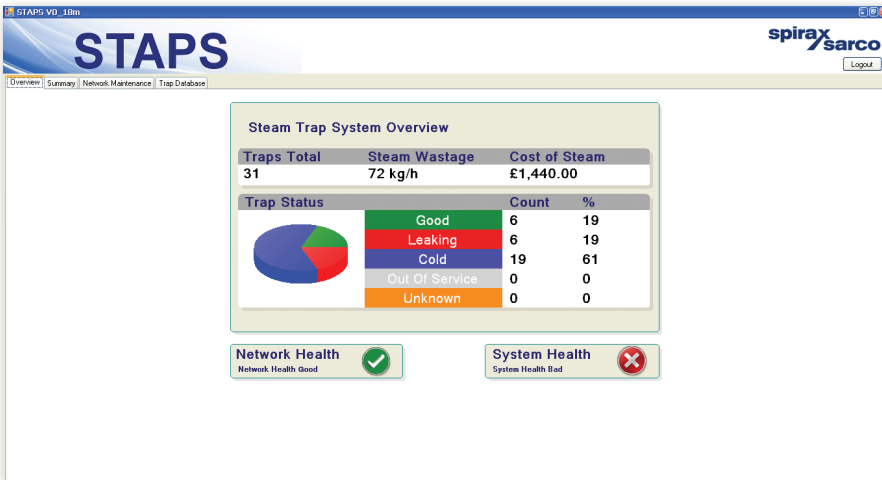 STAPS V0_18m
STAPS
spirax
sarco
Logout
Overview Summary Network Maintenance Trap Database
Steam Trap System Overview
Traps Total Steam Wastage Cost of Steam
31 72 kg/h £1,440.00
Trap Status Count %
Good 6 19
Leaking 6 19
Cold 19 61
Out Of Service 0 0
Unknown 0 0
Network Health System Health
Network Health Good System Health Bad